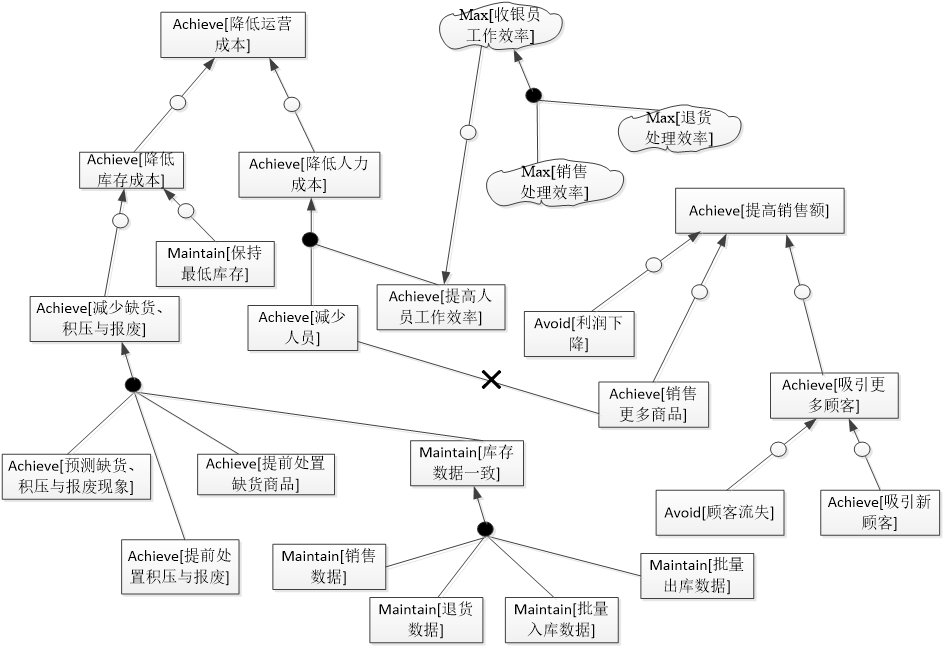 Achieve[降低运营
成本]
Max[收银员
工作效率]
Max[退货
处理效率]
Achieve[降低
库存成本]
Achieve[降低人力
成本]
Max[销售
处理效率]
Achieve[提高销售额]
Maintain[保持
最低库存]
Achieve[减少缺货、
积压与报废]
Achieve[减少
人员]
Achieve[提高人
员工作效率]
Avoid[利润下
降]
Achieve[销售
更多商品]
Achieve[吸引更
多顾客]
Achieve[预测缺货、
积压与报废现象]
Achieve[提前处置
缺货商品]
Maintain[库存
数据一致]
Avoid[顾客流失]
Achieve[吸引新
顾客]
Achieve[提前处
置积压与报废]
Maintain[销售
数据]
Maintain[退货
数据]
Maintain[批量
入库数据]
Maintain[批量
出库数据]